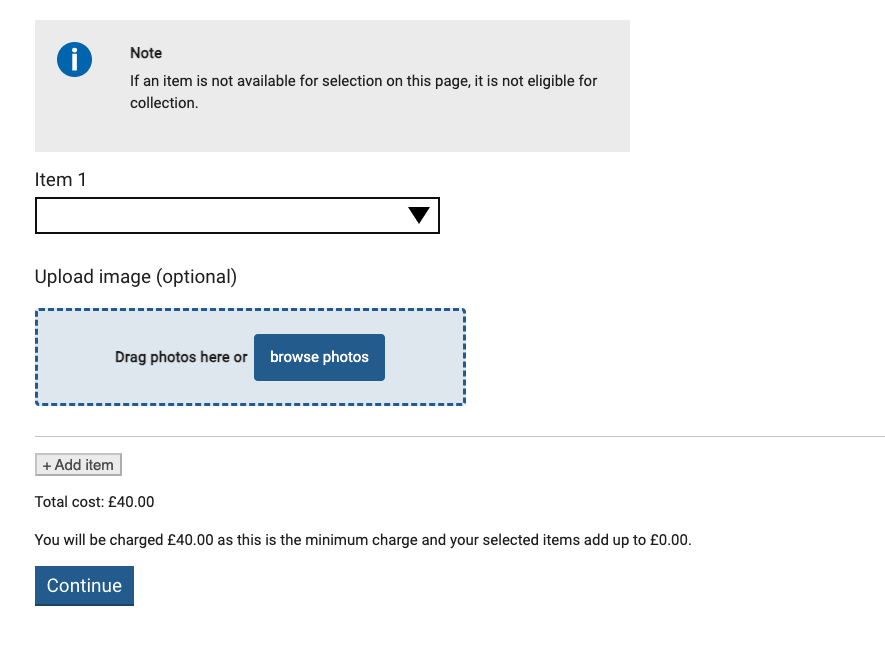 Note
If an item is not available for selection on this page, it is not eligible for
collection.
Item 1
Upload image (optional)
Drag photos here or browse photos
+ Add item
Total cost: £40.00
You will be charged £40.00 as this is the minimum charge and your selected items add up to £0.00.
Continue